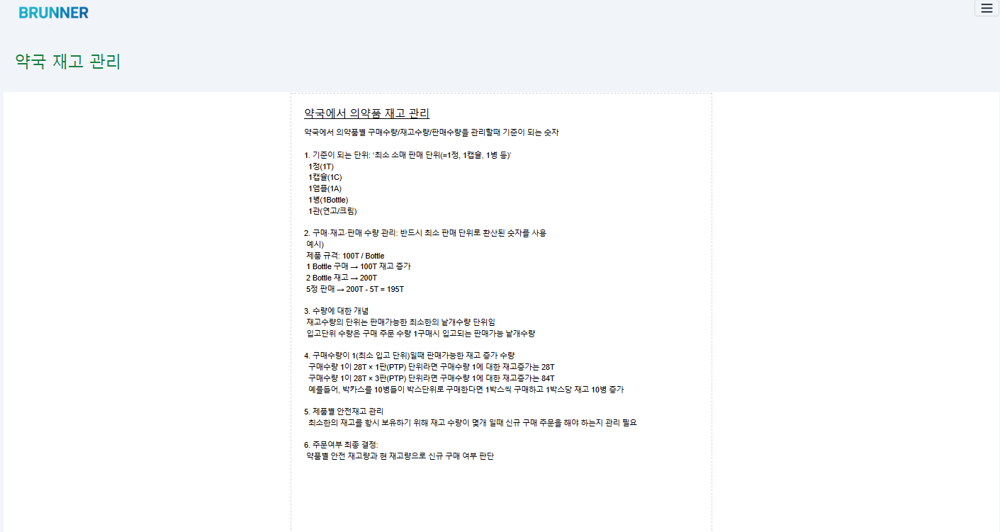 BRUNNER
약국 재고 관리
약국에서 의약품 재고 관리
약국에서 의약품별 구매수량/재고수량/판매수량을 관리할때 기준이 되는 숫자
1. 기준이 되는 단위: ‘최소 소매 판매 단위(=1정, 1캡슐, 1병 등)’
1정(1T)
1캡슐(1C)
1앰플(1A)
1병(1Bottle)
1관(연고/크림)
2. 구매·재고·판매 수량 관리: 반드시 최소 판매 단위로 환산된 숫자를 사용
예시)
제품 규격: 100T / Bottle
1 Bottle 구매 → 100T 재고 증가
2 Bottle 재고 → 200T
5정 판매 → 200T - 5T = 195T
3. 수량에 대한 개념
재고수량의 단위는 판매가능한 최소한의 낱개수량 단위임
입고단위 수량은 구매 주문 수량 1구매시 입고되는 판매가능 낱개수량
4. 구매수량이 1(최소 입고 단위)일때 판매가능한 재고 증가 수량
구매수량 1이 28T × 1판(PTP) 단위라면 구매수량 1에 대한 재고증가는 28T
구매수량 1이 28T × 3판(PTP) 단위라면 구매수량 1에 대한 재고증가는 84T
예를들어, 박카스를 10병들이 박스단위로 구매한다면 1박스씩 구매하고 1박스당 재고 10병 증가
5. 제품별 안전재고 관리
최소한의 재고를 항시 보유하기 위해 재고 수량이 몇개 일때 신규 구매 주문을 해야 하는지 관리 필요
6. 주문여부 최종 결정:
약품별 안전 재고량과 현 재고량으로 신규 구매 여부 판단